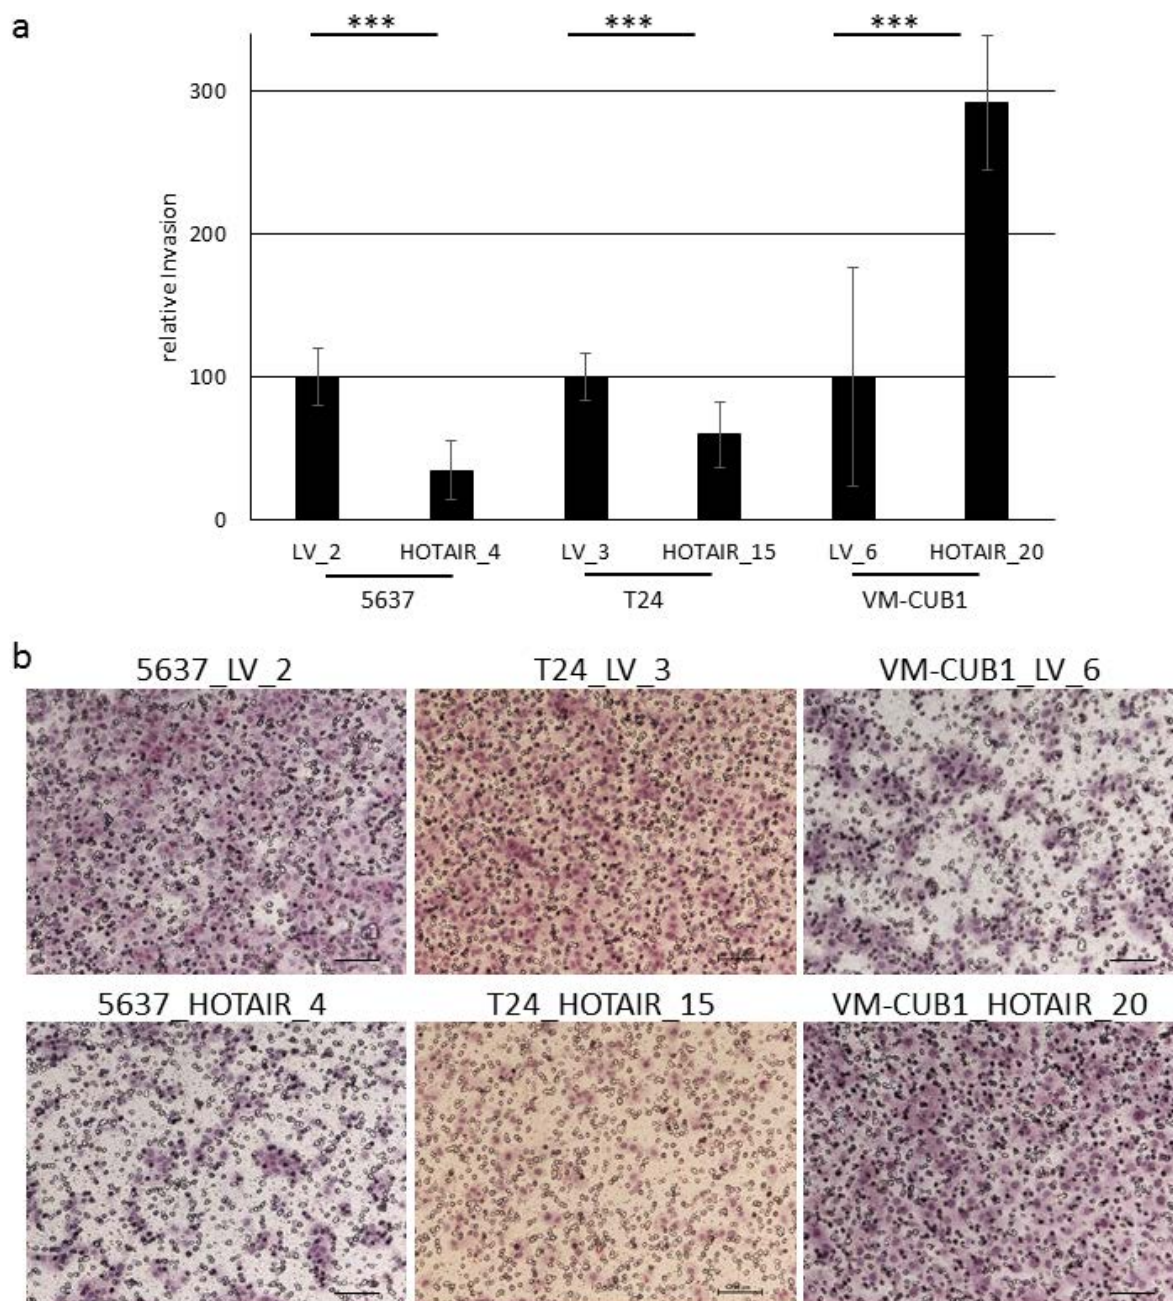 a
*** *** ***
300
200
100
0
relative Invasion
LV_2 HOTAIR_4 LV_3 HOTAIR_15 LV_6 HOTAIR_20
5637 T24 VM-CUB1
b
5637_LV_2 T24_LV_3 VM-CUB1_LV_6
5637_HOTAIR_4 T24_HOTAIR_15 VM-CUB1_HOTAIR_20